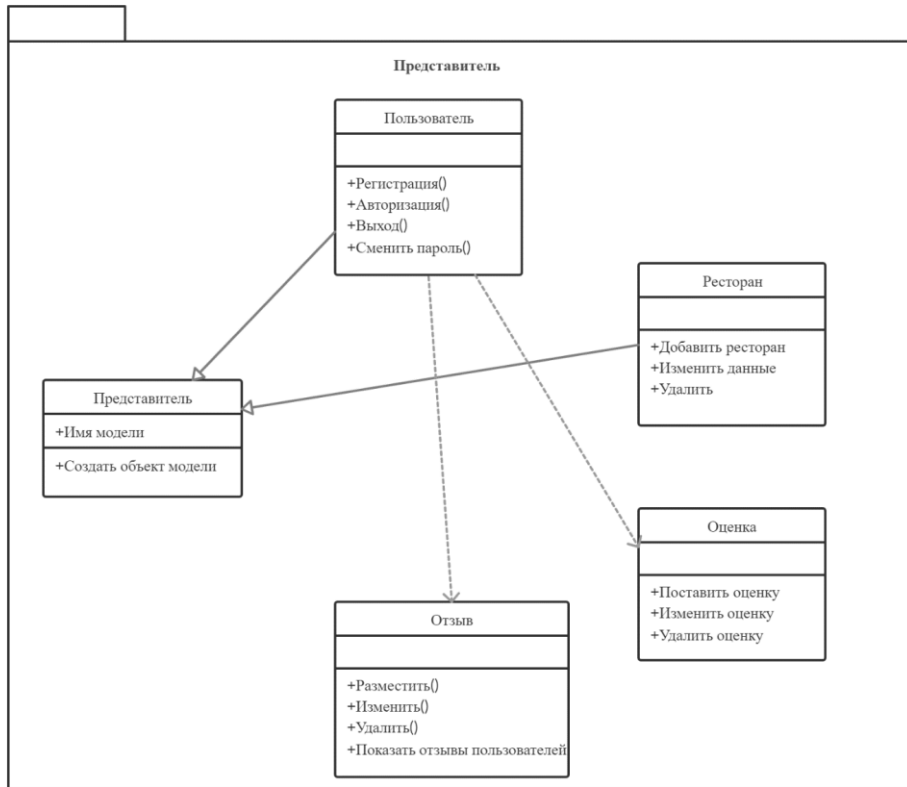 Представитель
Пользователь
+Регистрация()
+Авторизация()
+Выход()
+Сменить пароль()
Ресторан
+Добавить ресторан
+Изменить данные
+Удалить
Представитель
+Имя модели
+Создать объект модели
Оценка
+Поставить оценку
+Изменить оценку
+Удалить оценку
Отзыв
+Разместить()
+Изменить()
+Удалить()
+Показать отзывы пользователей